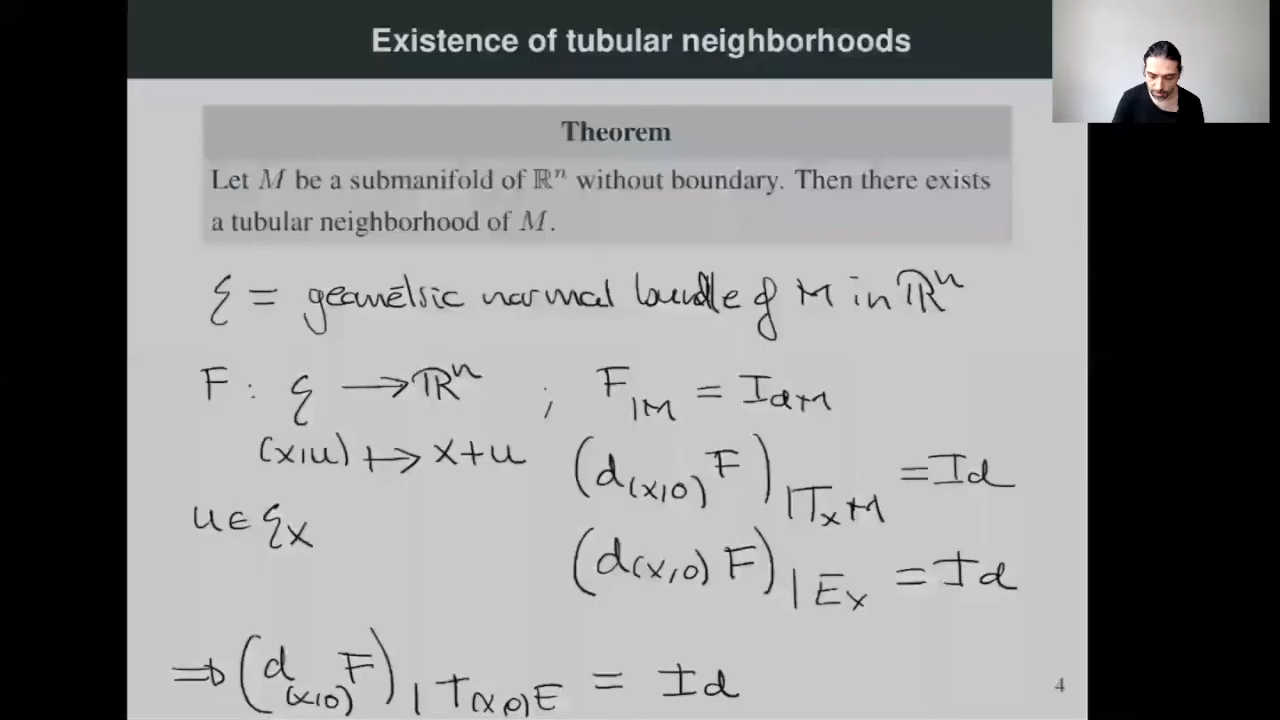 Existence of tubular neighborhoods
Theorem
Let M be a submanifold of ℝⁿ without boundary. Then there exists
a tubular neighborhood of M.
ξ = geometric normal bundle of M in ℝⁿ
F : ξ → ℝⁿ ; F|M = Id_M
(x,u) ↦ x+u (d(x,0) F)|TₓM = Id
u ∈ ξₓ (d(x,0) F)|Eₓ = Id
⇒ (d(x,0) F)|T(x,0)E = Id
4